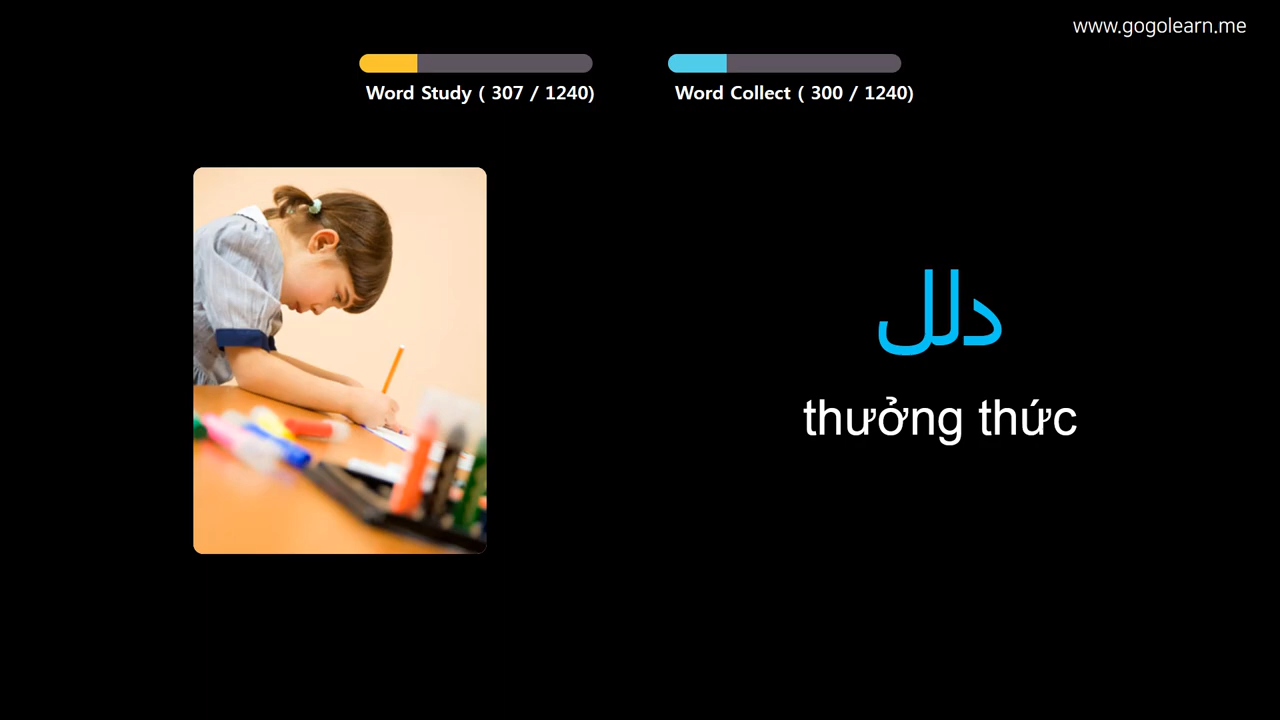 www.gogolearn.me
Word Study ( 307 / 1240)
Word Collect ( 300 / 1240)
دلل
thưởng thức